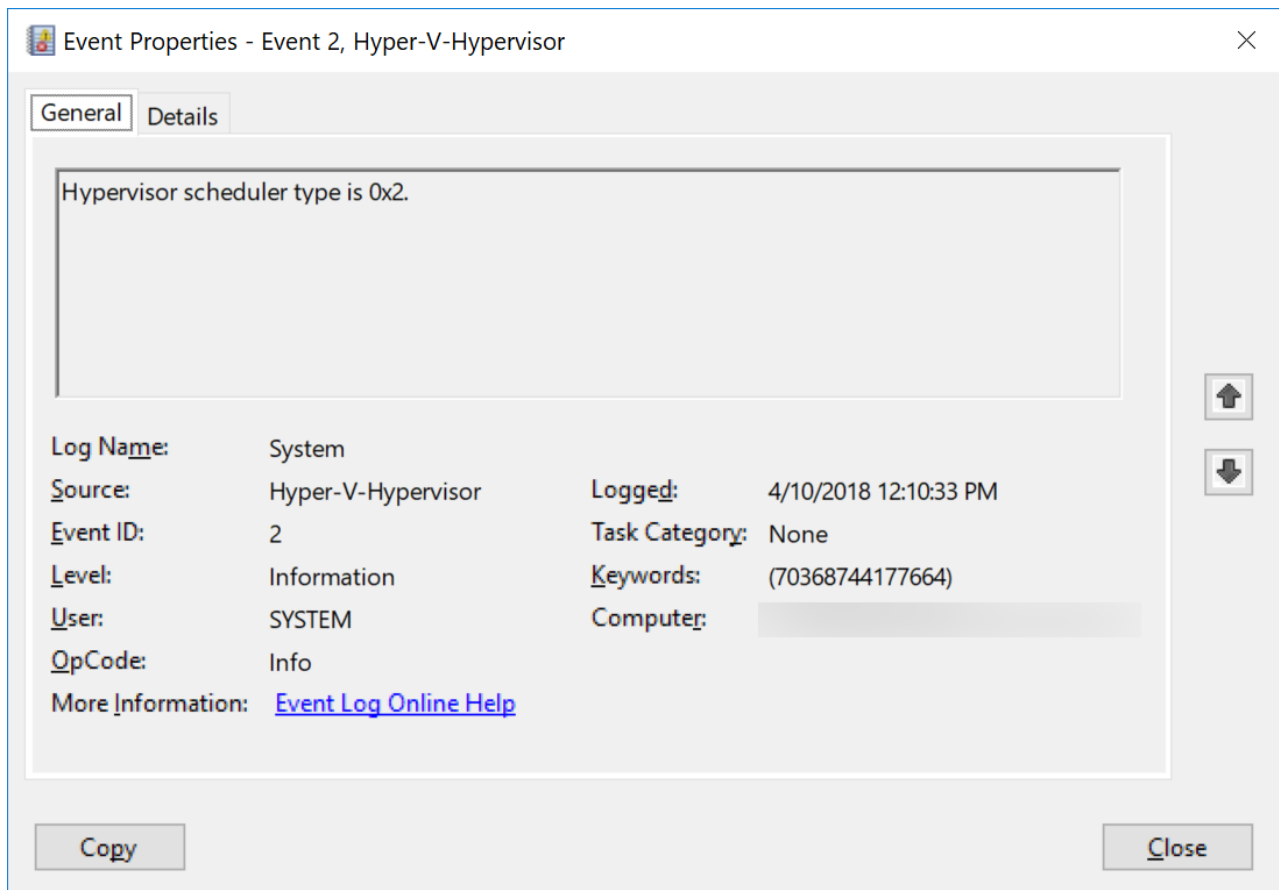 Event Properties - Event 2, Hyper-V-Hypervisor
General
Details
Hypervisor scheduler type is 0x2.
Log Name: System
Source: Hyper-V-Hypervisor Logged: 4/10/2018 12:10:33 PM
Event ID: 2 Task Category: None
Level: Information Keywords: (70368744177664)
User: SYSTEM Computer:
OpCode: Info
More Information: Event Log Online Help
Copy
Close